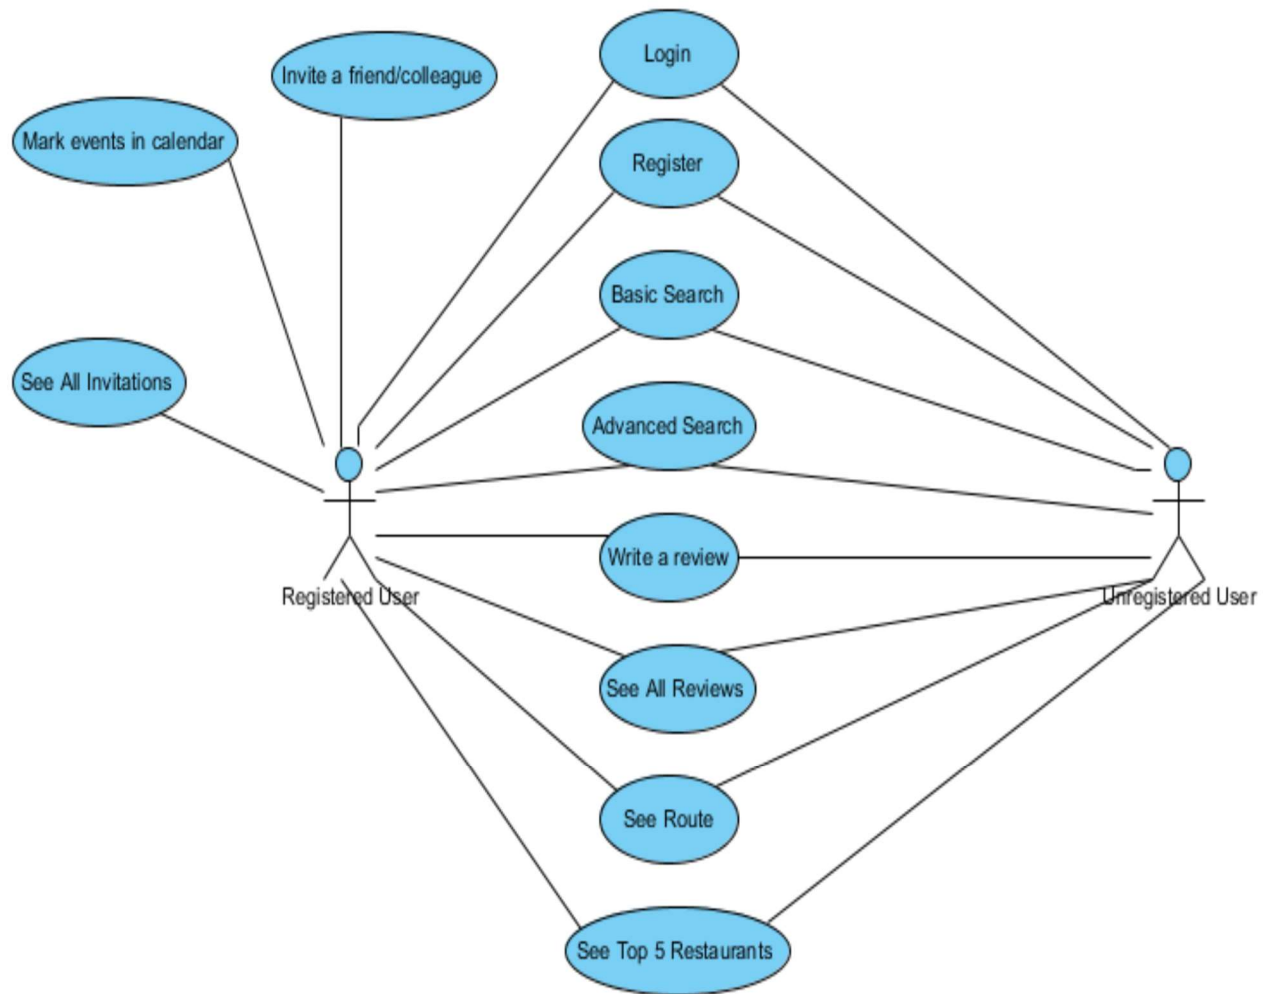 Login
Invite a friend/colleague
Mark events in calendar
Register
Basic Search
See All Invitations
Advanced Search
Write a review
Registered User
Unregistered User
See All Reviews
See Route
See Top 5 Restaurants